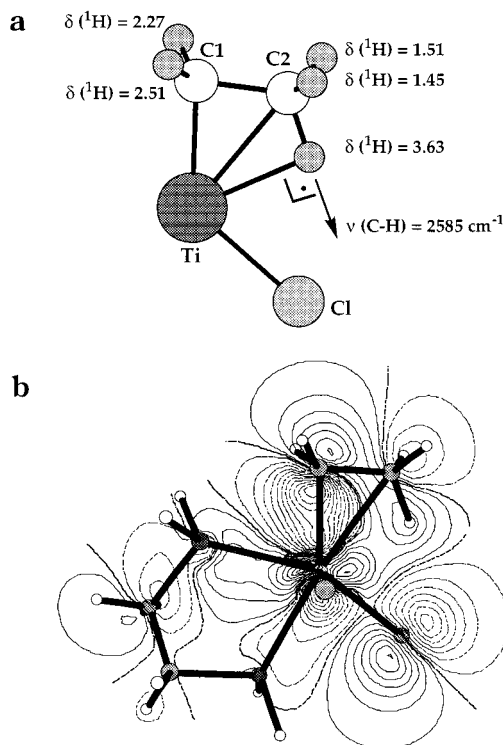 a
δ (¹H) = 2.27
C1
C2
δ (¹H) = 1.51
δ (¹H) = 1.45
δ (¹H) = 2.51
δ (¹H) = 3.63
ν (C-H) = 2585 cm⁻¹
Ti
Cl
b